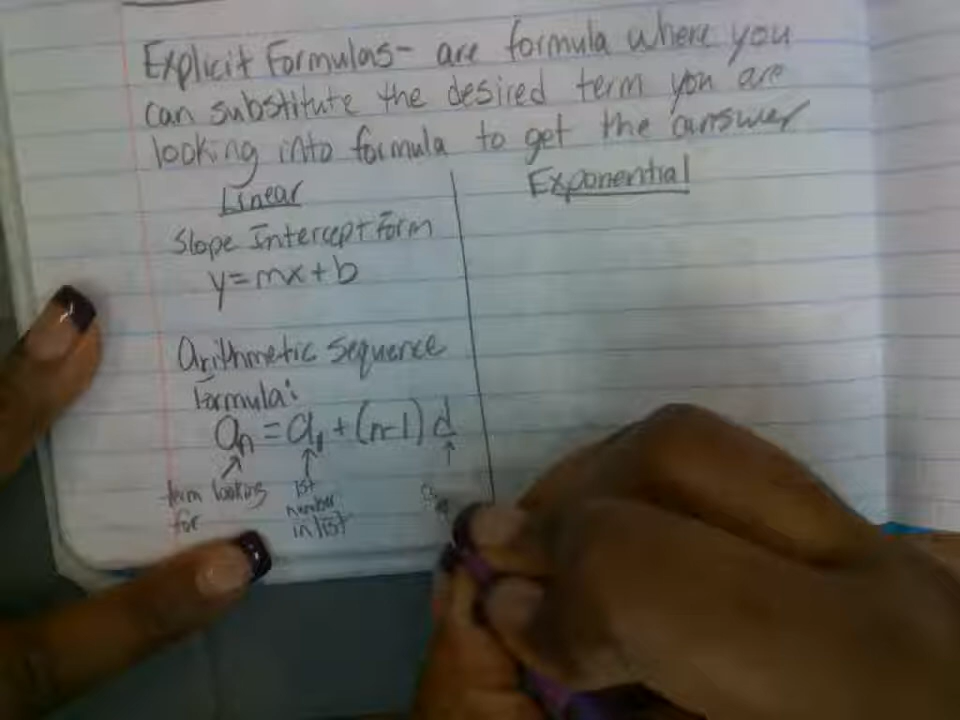 Explicit Formulas- are formula where you
can substitute the desired term you are
looking into formula to get the answer
Linear
Exponential
Slope Intercept form
y=mx+b
Arithmetic Sequence
Formula:
an = a1 + (n-1) d
term looking
for
1st
number
in list